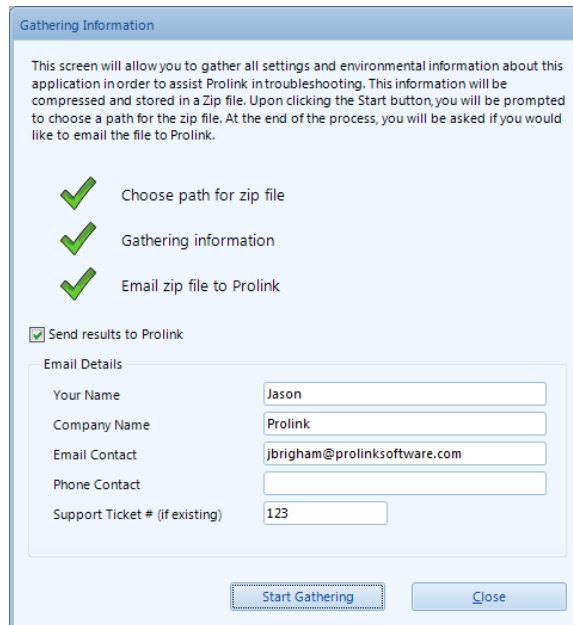 Gathering Information
This screen will allow you to gather all settings and environmental information about this
application in order to assist Prolink in troubleshooting. This information will be
compressed and stored in a Zip file. Upon clicking the Start button, you will be prompted
to choose a path for the zip file. At the end of the process, you will be asked if you would
like to email the file to Prolink.
Choose path for zip file
Gathering information
Email zip file to Prolink
Send results to Prolink
Email Details
Your Name Jason
Company Name Prolink
Email Contact jbrigham@prolinksoftware.com
Phone Contact
Support Ticket # (if existing) 123
Start Gathering Close